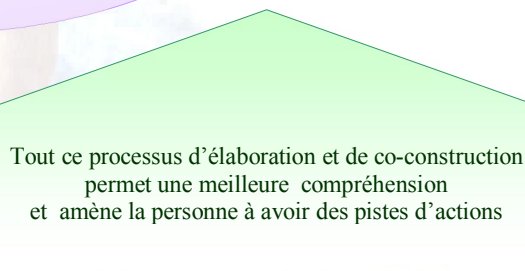 Tout ce processus d’élaboration et de co-construction
permet une meilleure compréhension
et amène la personne à avoir des pistes d’actions